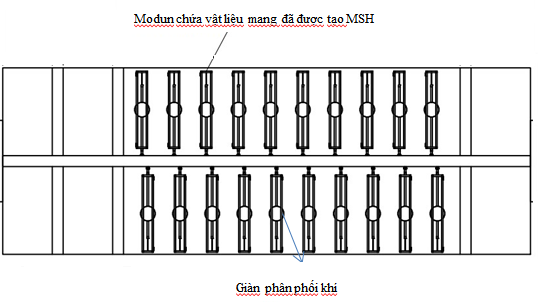 Modun chứa vật liệu mang đã được tạo MSH
Giàn phân phối khí